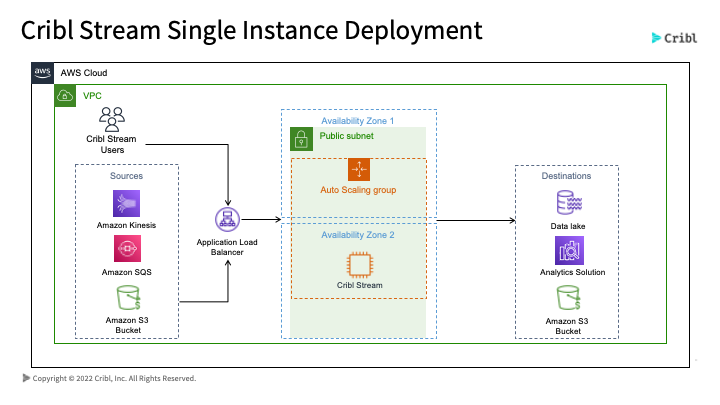 Cribl Stream Single Instance Deployment
Cribl
aws
AWS Cloud
VPC
Cribl Stream
Users
Sources
Amazon Kinesis
Amazon SQS
Amazon S3
Bucket
Application Load
Balancer
Availability Zone 1
Public subnet
Auto Scaling group
Availability Zone 2
Cribl Stream
Destinations
Data lake
Analytics Solution
Amazon S3
Bucket
Copyright © 2022 Cribl, Inc. All Rights Reserved.